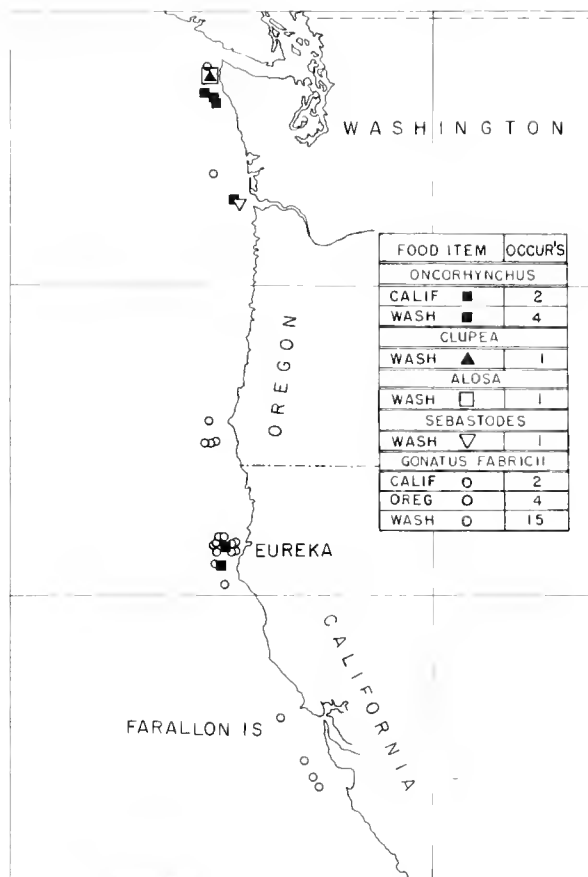 WASHINGTON
FOOD ITEM OCCUR'S
ONCORHYNCHUS
CALIF ■ 2
WASH ■ 4
CLUPEA
WASH ▲ 1
ALOSA
WASH □ 1
SEBASTODES
WASH ▽ 1
GONATUS FABRICII
CALIF ○ 2
OREG ○ 4
WASH ○ 15
OREGON
EUREKA
CALIFORNIA
FARALLON IS